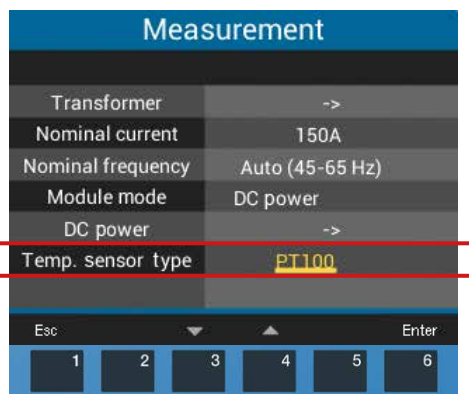 Measurement
Transformer ->
Nominal current 150A
Nominal frequency Auto (45-65 Hz)
Module mode DC power
DC power ->
Temp. sensor type PT100
Esc Enter
1 2 3 4 5 6